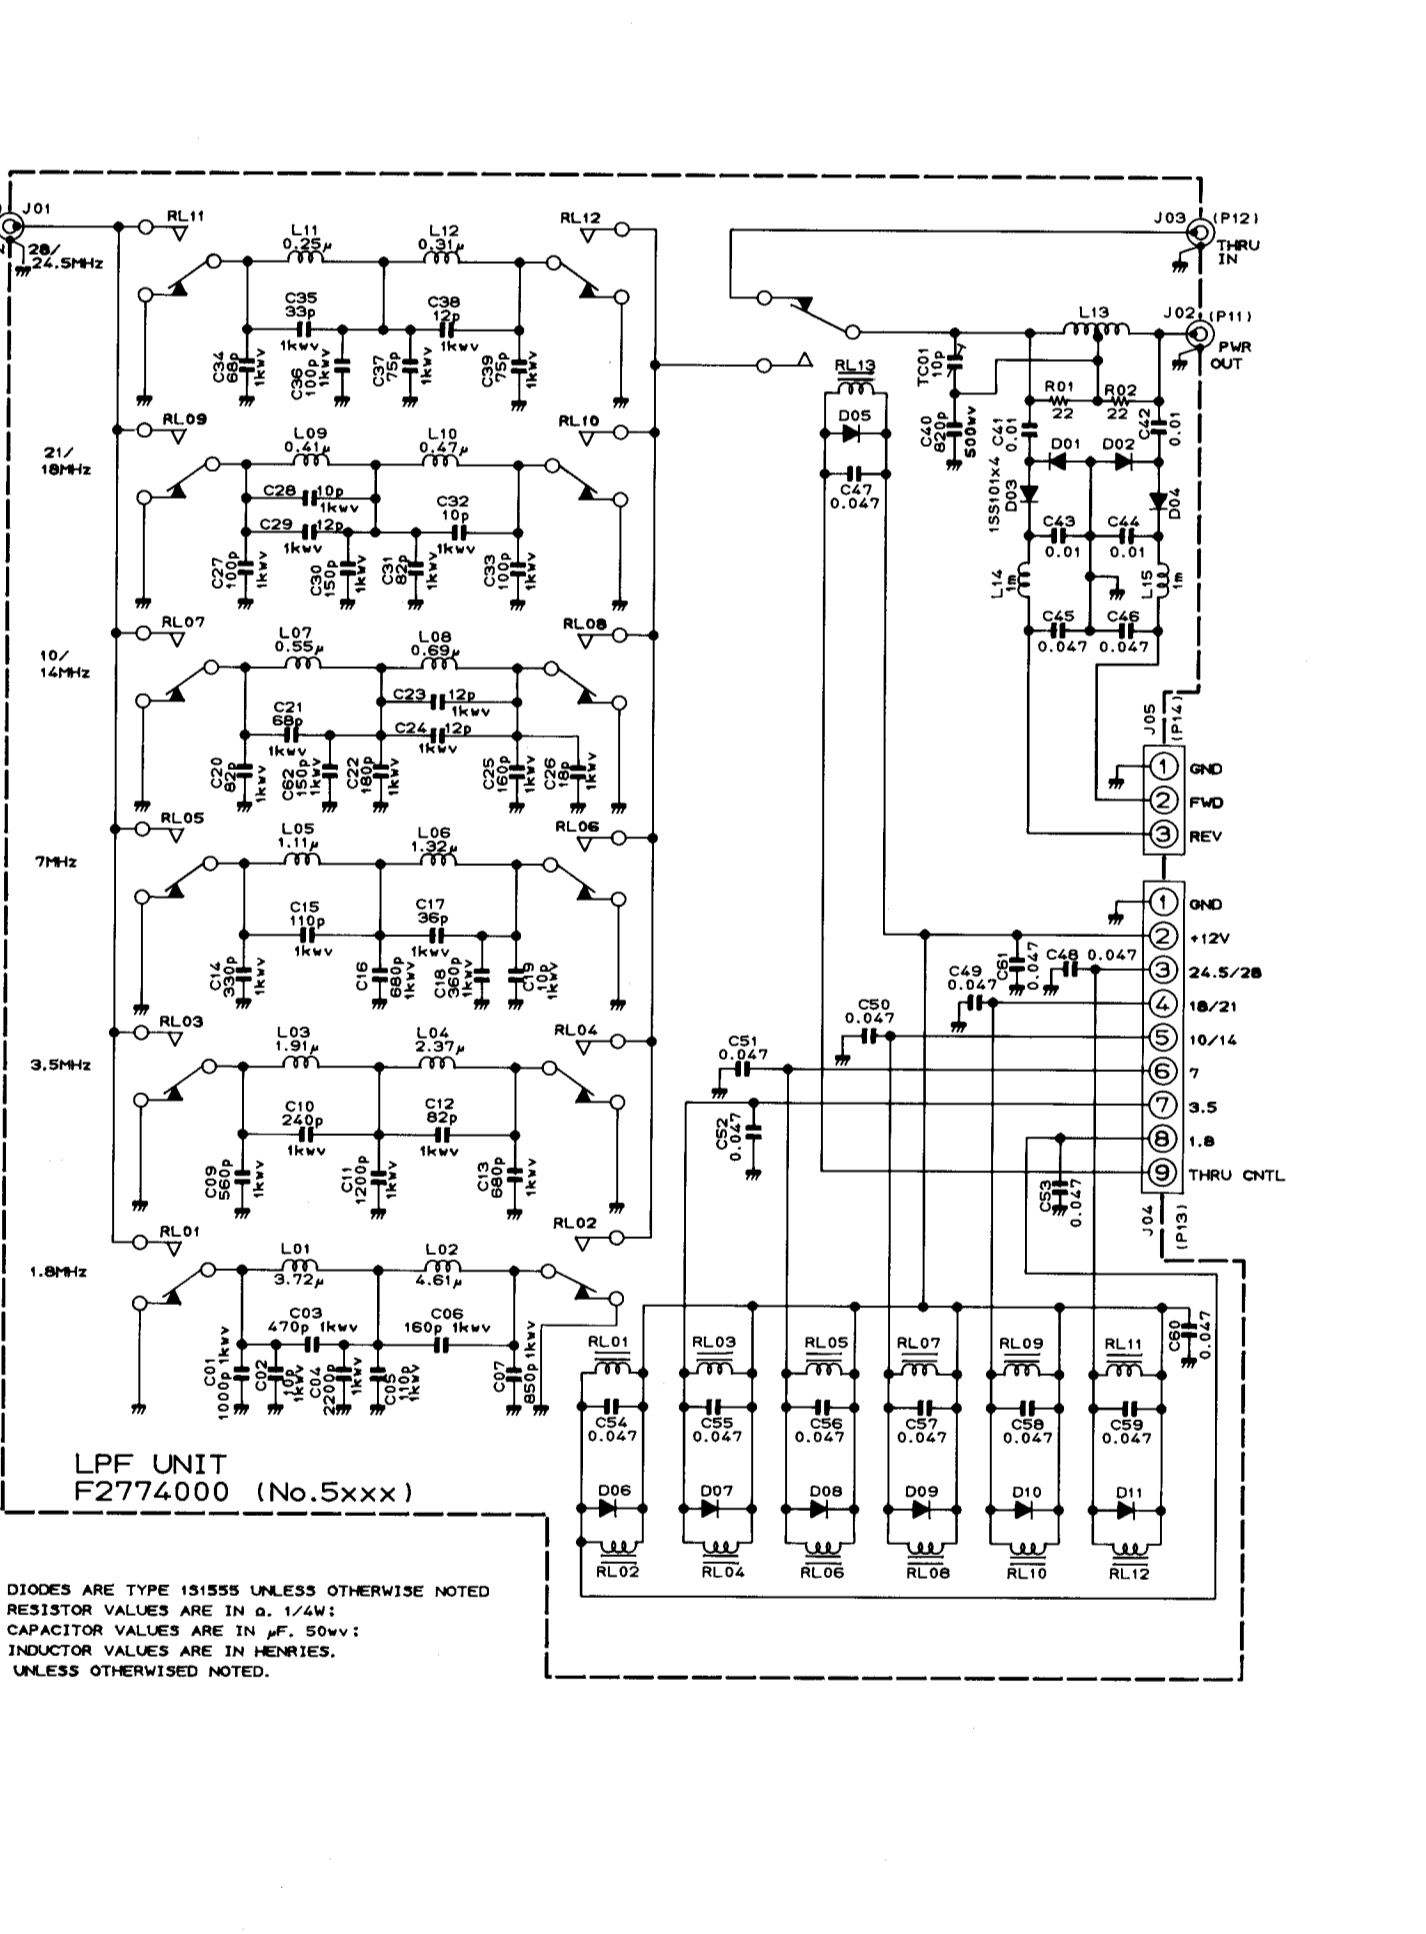 J01
28/
24.5MHz
RL11
L11
0.25μ
L12
0.31μ
RL12
C35
33p
1kwv
C38
12p
1kwv
C34
68p
1kwv
C36
100p
1kwv
C37
75p
C39
75p
1kwv
J03
(P12)
THRU
IN
J02
(P11)
PWR
OUT
L13
TC01
10p
C40
820p
500wv
R01
22
R02
22
C41
0.01
C42
0.01
D01
D02
1SS101x4
D03
D04
C43
0.01
C44
0.01
L14
1m
L15
1m
C45
0.047
C46
0.047
RL13
D05
C47
0.047
21/
18MHz
RL09
L09
0.41μ
L10
0.47μ
RL10
C28
10p
1kwv
C29
12p
1kwv
C32
10p
1kwv
C27
100p
1kwv
C30
150p
1kwv
C31
82p
1kwv
C33
100p
1kwv
10/
14MHz
RL07
L07
0.55μ
L08
0.69μ
RL08
C21
68p
1kwv
C23
12p
1kwv
C24
12p
1kwv
C20
82p
1kwv
C62
150p
1kwv
C22
180p
1kwv
C25
160p
1kwv
C26
18p
1kwv
7MHz
RL05
L05
1.11μ
L06
1.32μ
RL06
C15
110p
1kwv
C17
36p
1kwv
C14
330p
1kwv
C16
680p
1kwv
C18
360p
1kwv
C19
10p
1kwv
3.5MHz
RL03
L03
1.91μ
L04
2.37μ
RL04
C10
240p
1kwv
C12
82p
1kwv
C09
560p
1kwv
C11
1200p
1kwv
C13
680p
1kwv
1.8MHz
RL01
L01
3.72μ
L02
4.61μ
RL02
C03
470p 1kwv
C06
160p 1kwv
C01
1000p 1kwv
C02
10p
1kwv
C04
2200p
1kwv
C05
110p
1kwv
C07
850p 1kwv
J05
(P14)
1 GND
2 FWD
3 REV
1 GND
2 +12V
3 24.5/28
4 18/21
5 10/14
6 7
7 3.5
8 1.8
9 THRU CNTL
J04
(P13)
C61
0.047
C48 0.047
C49
0.047
C50
0.047
C51
0.047
C52
0.047
C53
0.047
C60
0.047
RL01
RL03
RL05
RL07
RL09
RL11
C54
0.047
C55
0.047
C56
0.047
C57
0.047
C58
0.047
C59
0.047
D06
D07
D08
D09
D10
D11
RL02
RL04
RL06
RL08
RL10
RL12
LPF UNIT
F2774000 (No.5xxx)
DIODES ARE TYPE 1S1555 UNLESS OTHERWISE NOTED
RESISTOR VALUES ARE IN Ω. 1/4W;
CAPACITOR VALUES ARE IN μF. 50wv;
INDUCTOR VALUES ARE IN HENRIES.
UNLESS OTHERWISED NOTED.